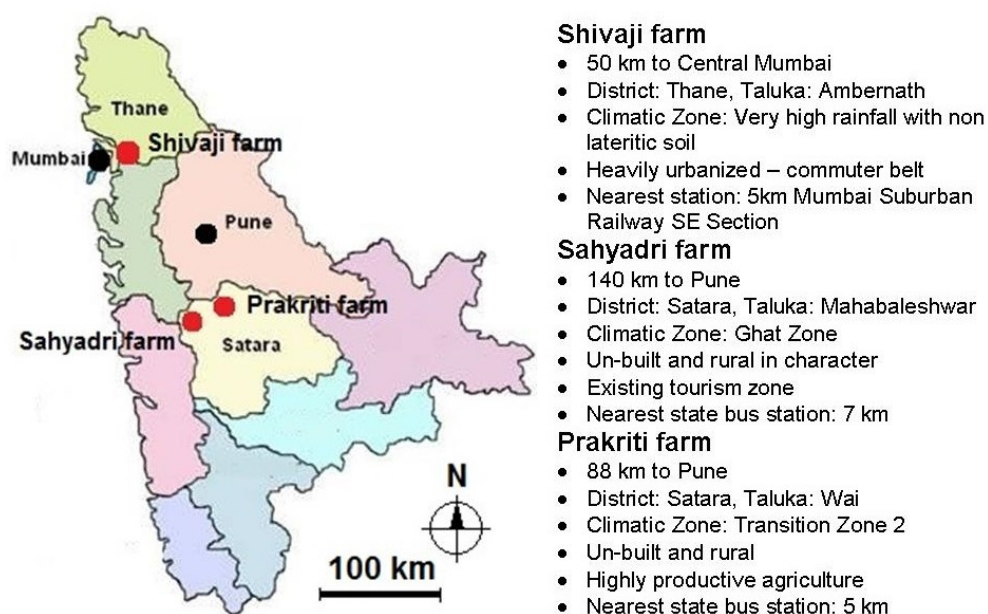 Thane
Shivaji farm
Mumbai
Pune
Prakriti farm
Sahyadri farm
Satara
N
100 km
Shivaji farm
• 50 km to Central Mumbai
• District: Thane, Taluka: Ambernath
• Climatic Zone: Very high rainfall with non
lateritic soil
• Heavily urbanized – commuter belt
• Nearest station: 5km Mumbai Suburban
Railway SE Section
Sahyadri farm
• 140 km to Pune
• District: Satara, Taluka: Mahabaleshwar
• Climatic Zone: Ghat Zone
• Un-built and rural in character
• Existing tourism zone
• Nearest state bus station: 7 km
Prakriti farm
• 88 km to Pune
• District: Satara, Taluka: Wai
• Climatic Zone: Transition Zone 2
• Un-built and rural
• Highly productive agriculture
• Nearest state bus station: 5 km